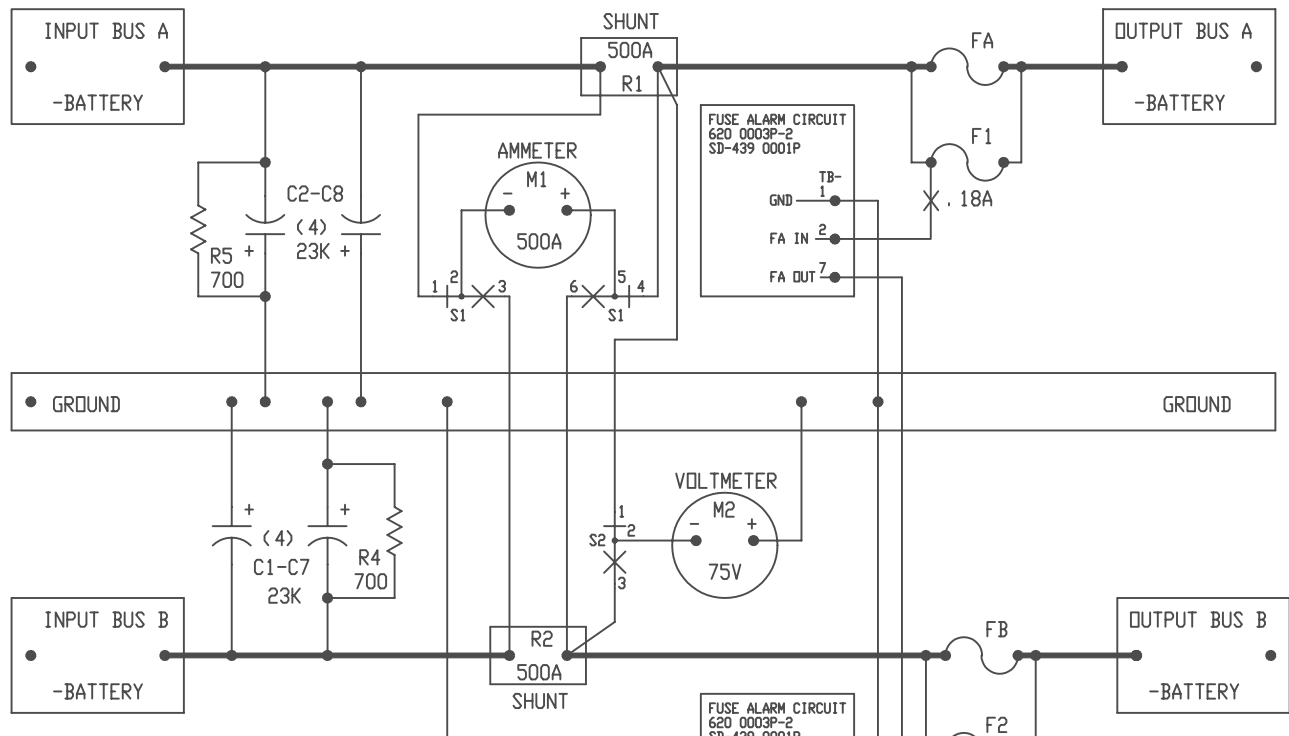 INPUT BUS A
-BATTERY
SHUNT
500A
R1
FA
OUTPUT BUS A
-BATTERY
FUSE ALARM CIRCUIT
620 0003P-2
SD-439 0001P
TB-
GND 1
FA IN 2
FA OUT 7
F1
.18A
AMMETER
M1
- +
500A
C2-C8
(4)
23K +
+
R5
700
1 2 3
S1
6 5 4
S1
GROUND
GROUND
+ +
(4)
C1-C7
23K
R4
700
VOLTMETER
M2
- +
75V
1
S2 2
3
INPUT BUS B
-BATTERY
R2
500A
SHUNT
FB
OUTPUT BUS B
-BATTERY
FUSE ALARM CIRCUIT
620 0003P-2
SD-439 0001P
F2